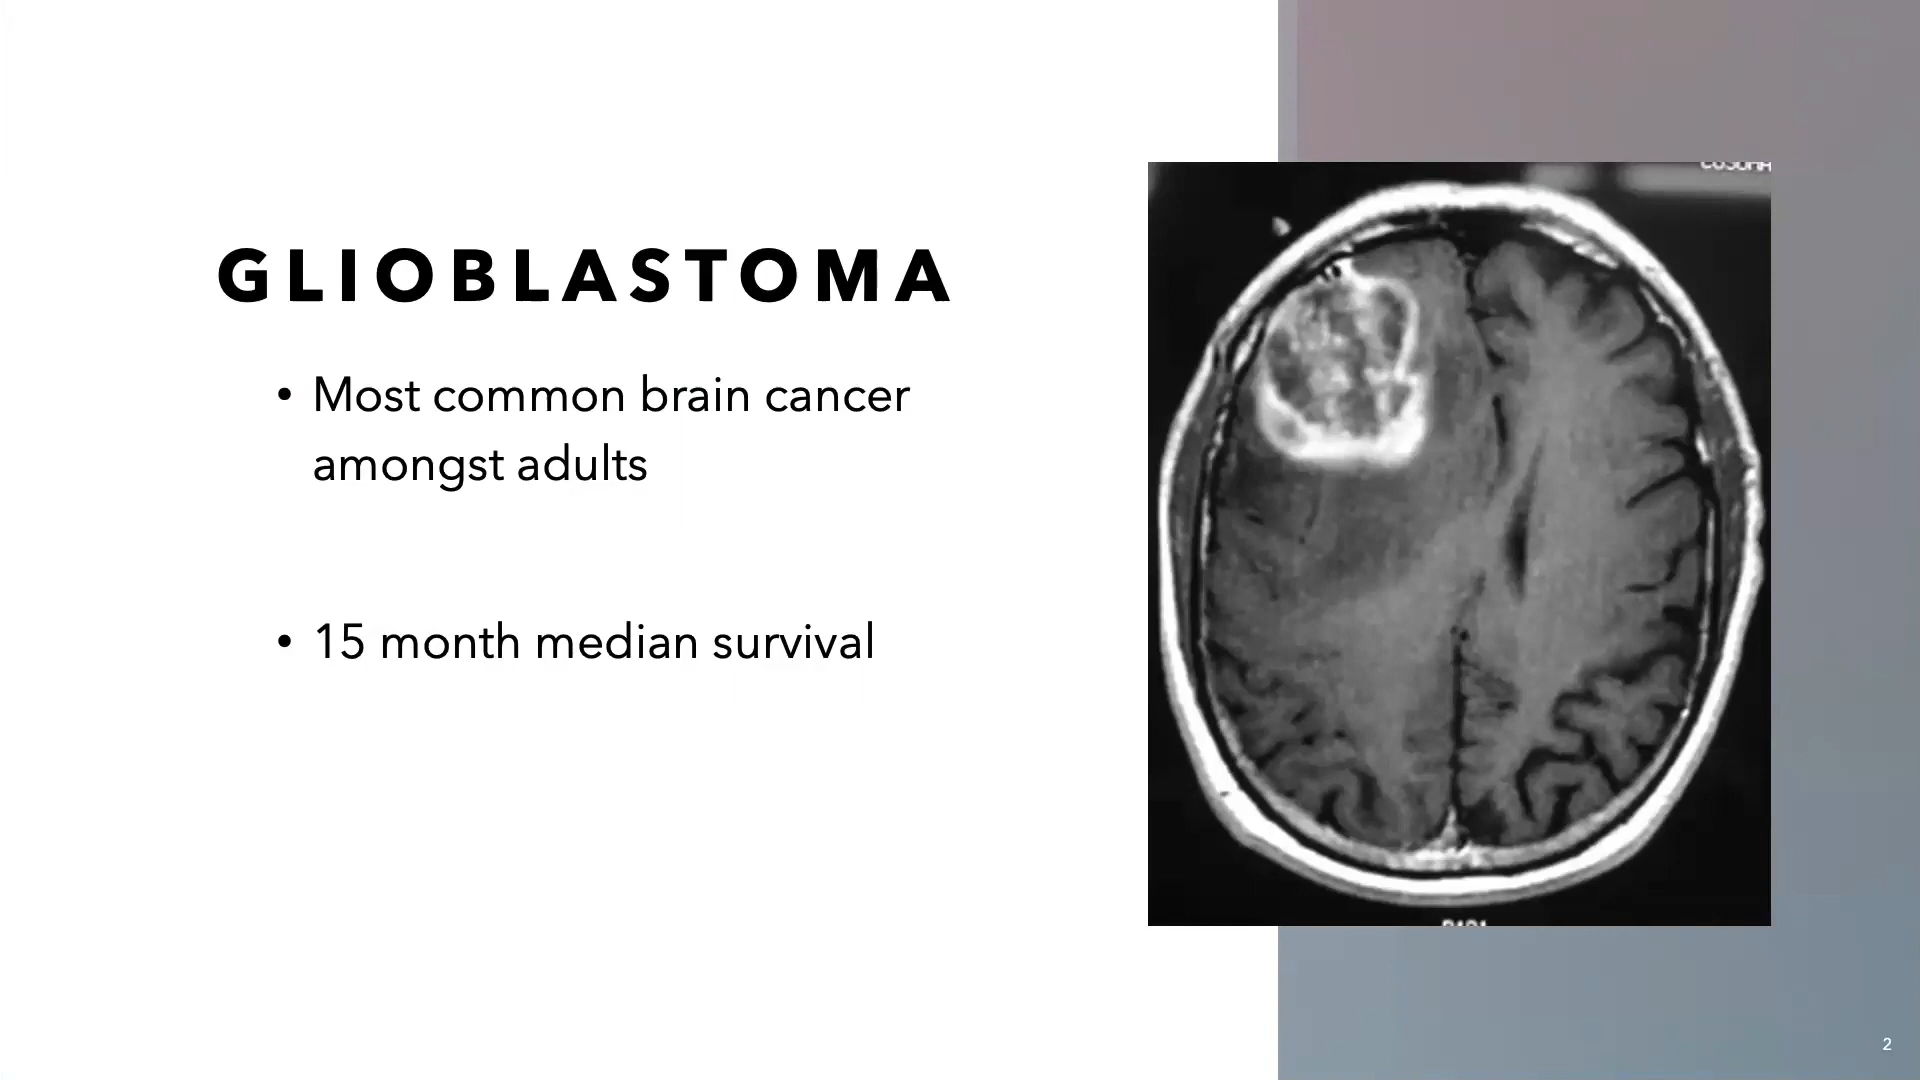 GLIOBLASTOMA
• Most common brain cancer
amongst adults
• 15 month median survival
2